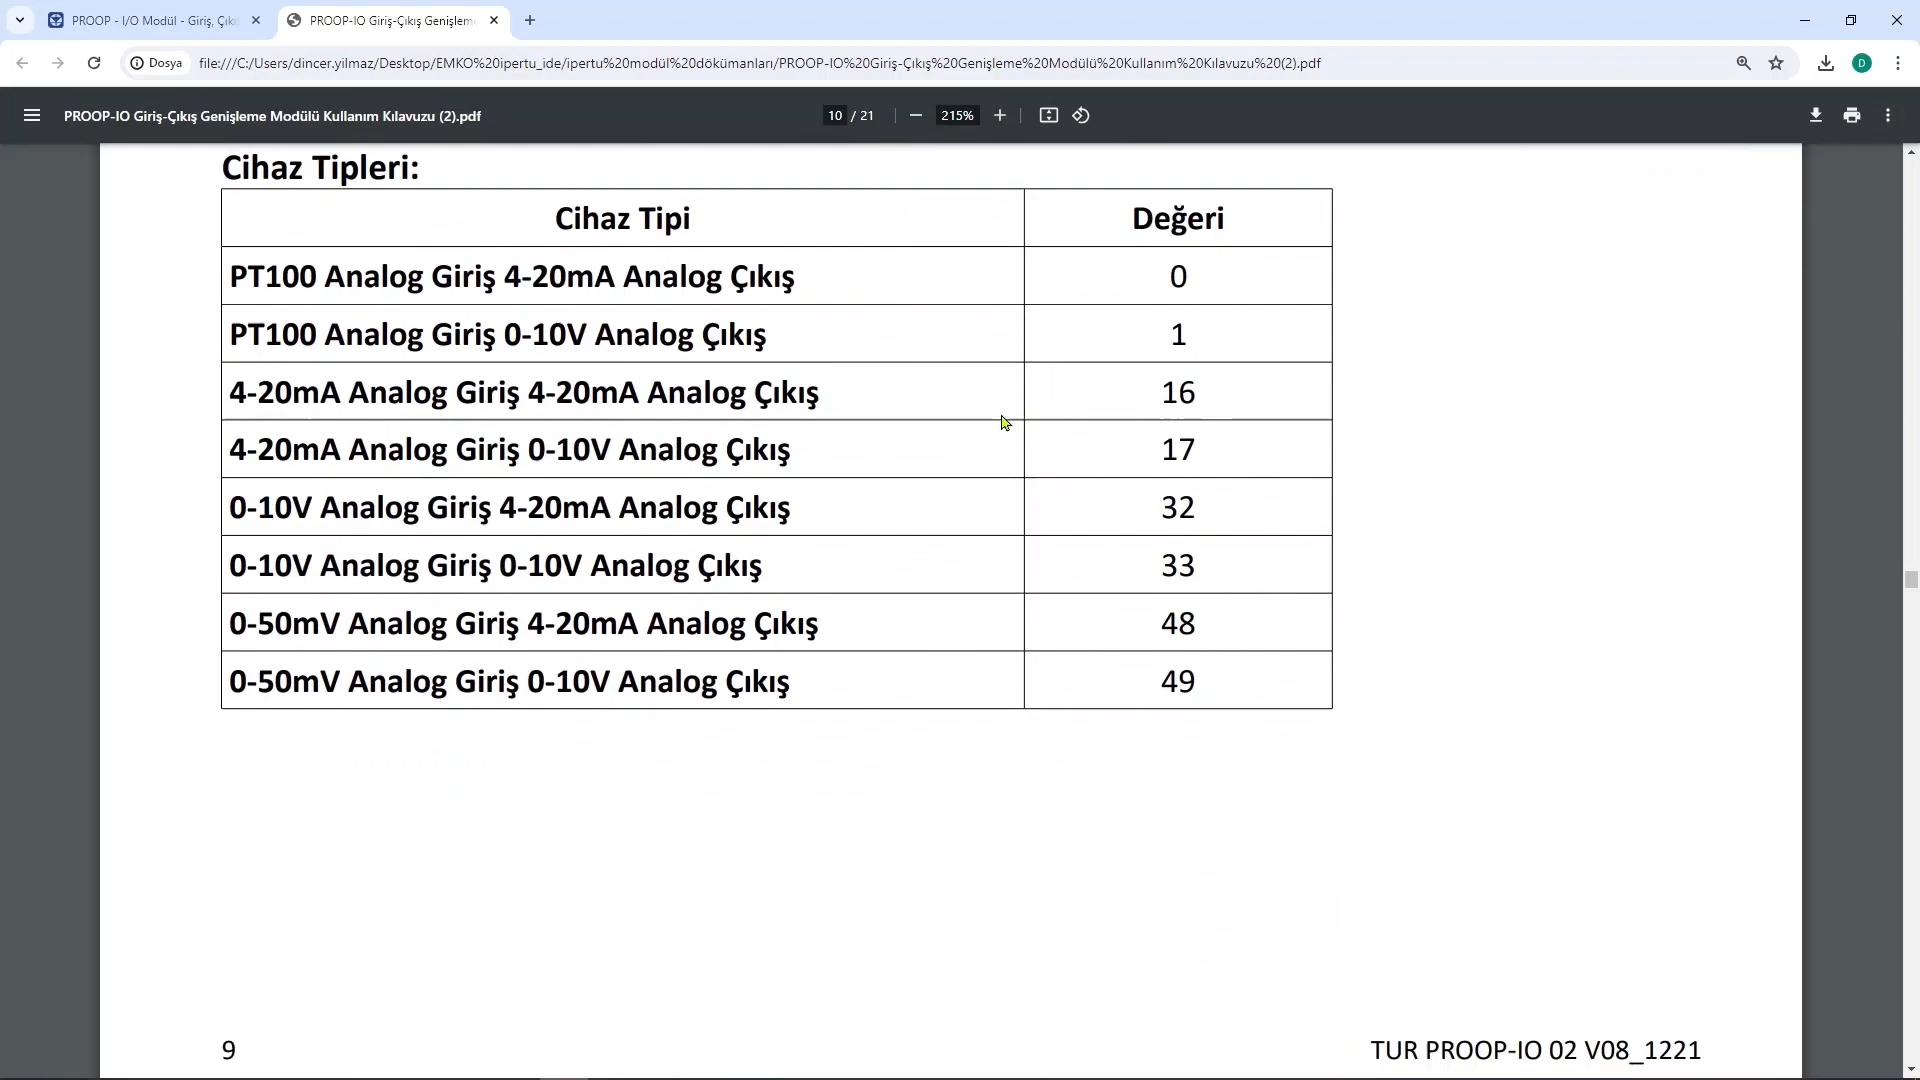 PROOP - I/O Modül - Giriş, Çıkı
PROOP-IO Giriş-Çıkış Genişlem
Dosya
file:///C:/Users/dincer.yilmaz/Desktop/EMKO%20ipertu_ide/ipertu%20modül%20dökümanları/PROOP-IO%20Giriş-Çıkış%20Genişleme%20Modülü%20Kullanım%20Kılavuzu%20(2).pdf
D
PROOP-IO Giriş-Çıkış Genişleme Modülü Kullanım Kılavuzu (2).pdf
10 / 21
215%
Cihaz Tipleri:
Cihaz Tipi Değeri
PT100 Analog Giriş 4-20mA Analog Çıkış 0
PT100 Analog Giriş 0-10V Analog Çıkış 1
4-20mA Analog Giriş 4-20mA Analog Çıkış 16
4-20mA Analog Giriş 0-10V Analog Çıkış 17
0-10V Analog Giriş 4-20mA Analog Çıkış 32
0-10V Analog Giriş 0-10V Analog Çıkış 33
0-50mV Analog Giriş 4-20mA Analog Çıkış 48
0-50mV Analog Giriş 0-10V Analog Çıkış 49
9 TUR PROOP-IO 02 V08_1221